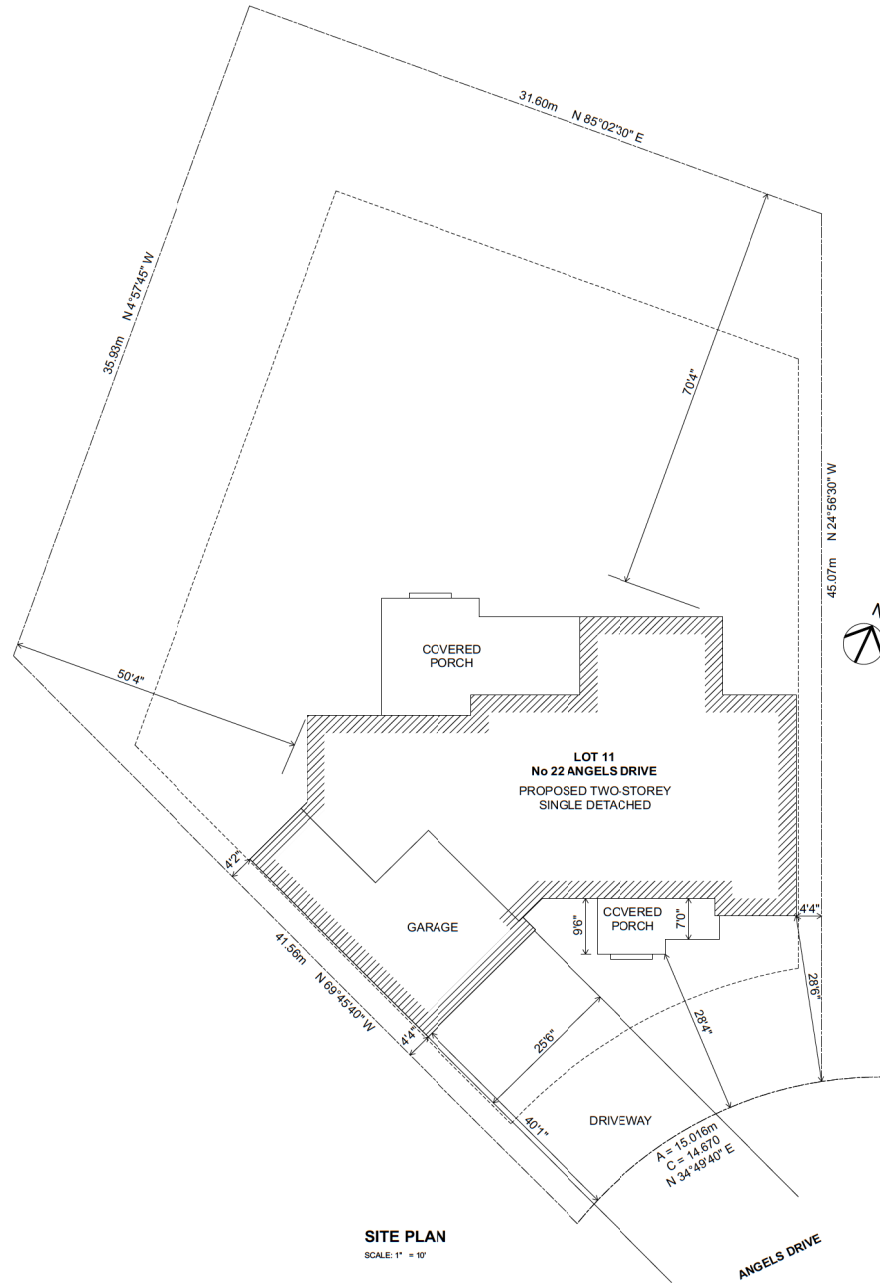 31.60m N 85°02'30" E
35.93m N 4°57'45" W
70'4"
45.07m N 24°56'30" W
N
COVERED
PORCH
50'4"
LOT 11
No 22 ANGELS DRIVE
PROPOSED TWO-STOREY
SINGLE DETACHED
4'2"
GARAGE
9'6"
COVERED
PORCH
7'0"
4'4"
41.56m N 69°45'40" W
28'6"
4'4"
25'6"
28'4"
40'1"
DRIVEWAY
A = 15.016m
C = 14.670
N 34°49'40" E
SITE PLAN
SCALE: 1" = 10'
ANGELS DRIVE